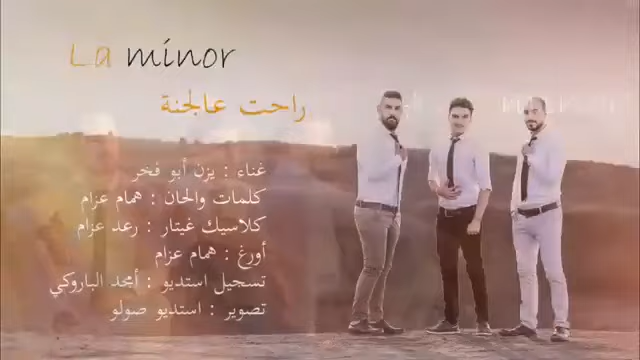 La minor
راحت عالجنة
غناء : يزن أبو فخر
كلمات والحان : همام عزام
كلاسيك غيتار : رعد عزام
أورغ : همام عزام
تسجيل استديو : أمجد الباروكي
تصوير : استديو صولو